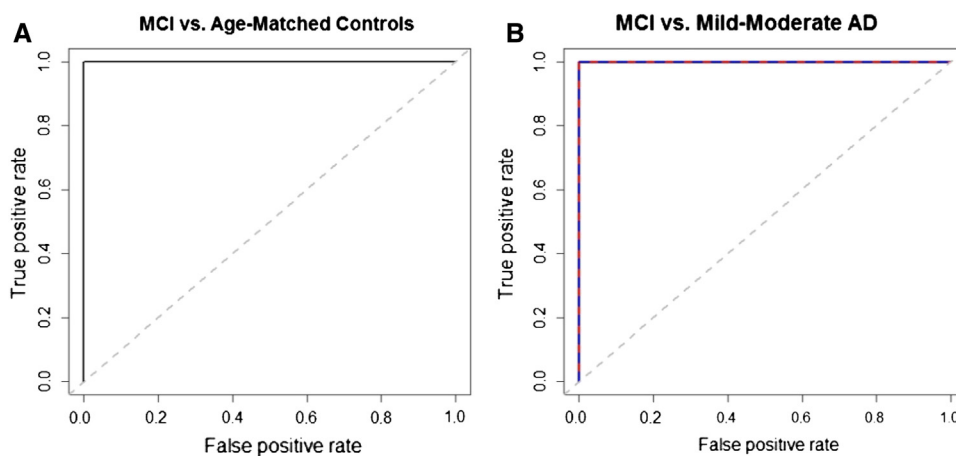 A
MCI vs. Age-Matched Controls
True positive rate
1.0
0.8
0.6
0.4
0.2
0.0
0.0 0.2 0.4 0.6 0.8 1.0
False positive rate
B
MCI vs. Mild-Moderate AD
True positive rate
1.0
0.8
0.6
0.4
0.2
0.0
0.0 0.2 0.4 0.6 0.8 1.0
False positive rate